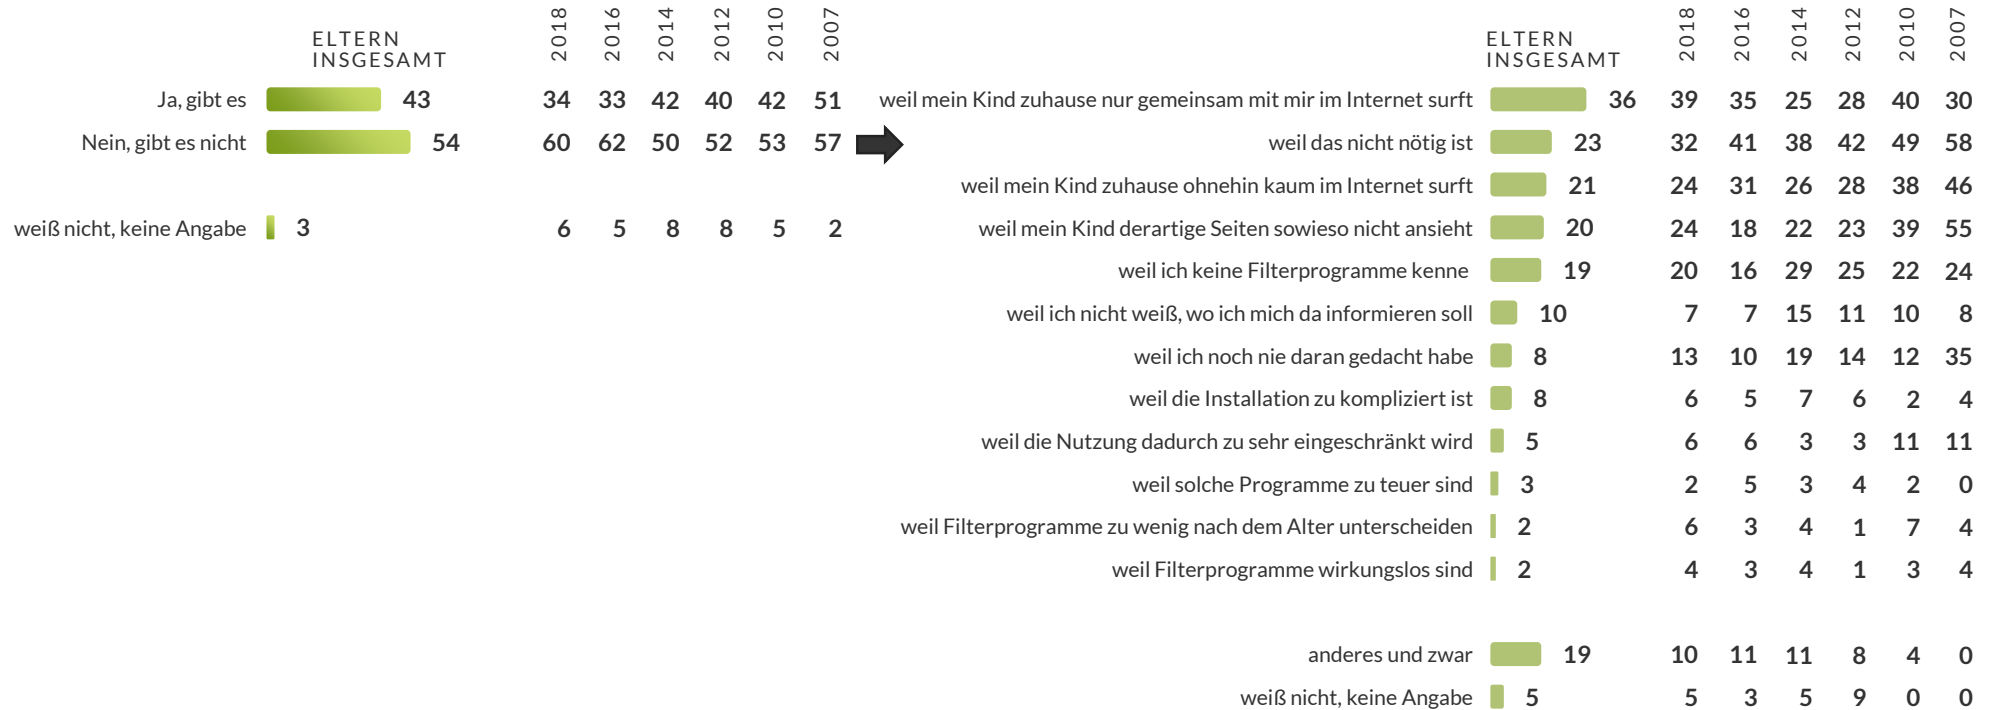 ELTERN
INSGESAMT
2018 2016 2014 2012 2010 2007
Ja, gibt es 43 34 33 42 40 42 51
Nein, gibt es nicht 54 60 62 50 52 53 57
weiß nicht, keine Angabe 3 6 5 8 8 5 2
ELTERN
INSGESAMT
2018 2016 2014 2012 2010 2007
weil mein Kind zuhause nur gemeinsam mit mir im Internet surft 36 39 35 25 28 40 30
weil das nicht nötig ist 23 32 41 38 42 49 58
weil mein Kind zuhause ohnehin kaum im Internet surft 21 24 31 26 28 38 46
weil mein Kind derartige Seiten sowieso nicht ansieht 20 24 18 22 23 39 55
weil ich keine Filterprogramme kenne 19 20 16 29 25 22 24
weil ich nicht weiß, wo ich mich da informieren soll 10 7 7 15 11 10 8
weil ich noch nie daran gedacht habe 8 13 10 19 14 12 35
weil die Installation zu kompliziert ist 8 6 5 7 6 2 4
weil die Nutzung dadurch zu sehr eingeschränkt wird 5 6 6 3 3 11 11
weil solche Programme zu teuer sind 3 2 5 3 4 2 0
weil Filterprogramme zu wenig nach dem Alter unterscheiden 2 6 3 4 1 7 4
weil Filterprogramme wirkungslos sind 2 4 3 4 1 3 4
anderes und zwar 19 10 11 11 8 4 0
weiß nicht, keine Angabe 5 5 3 5 9 0 0